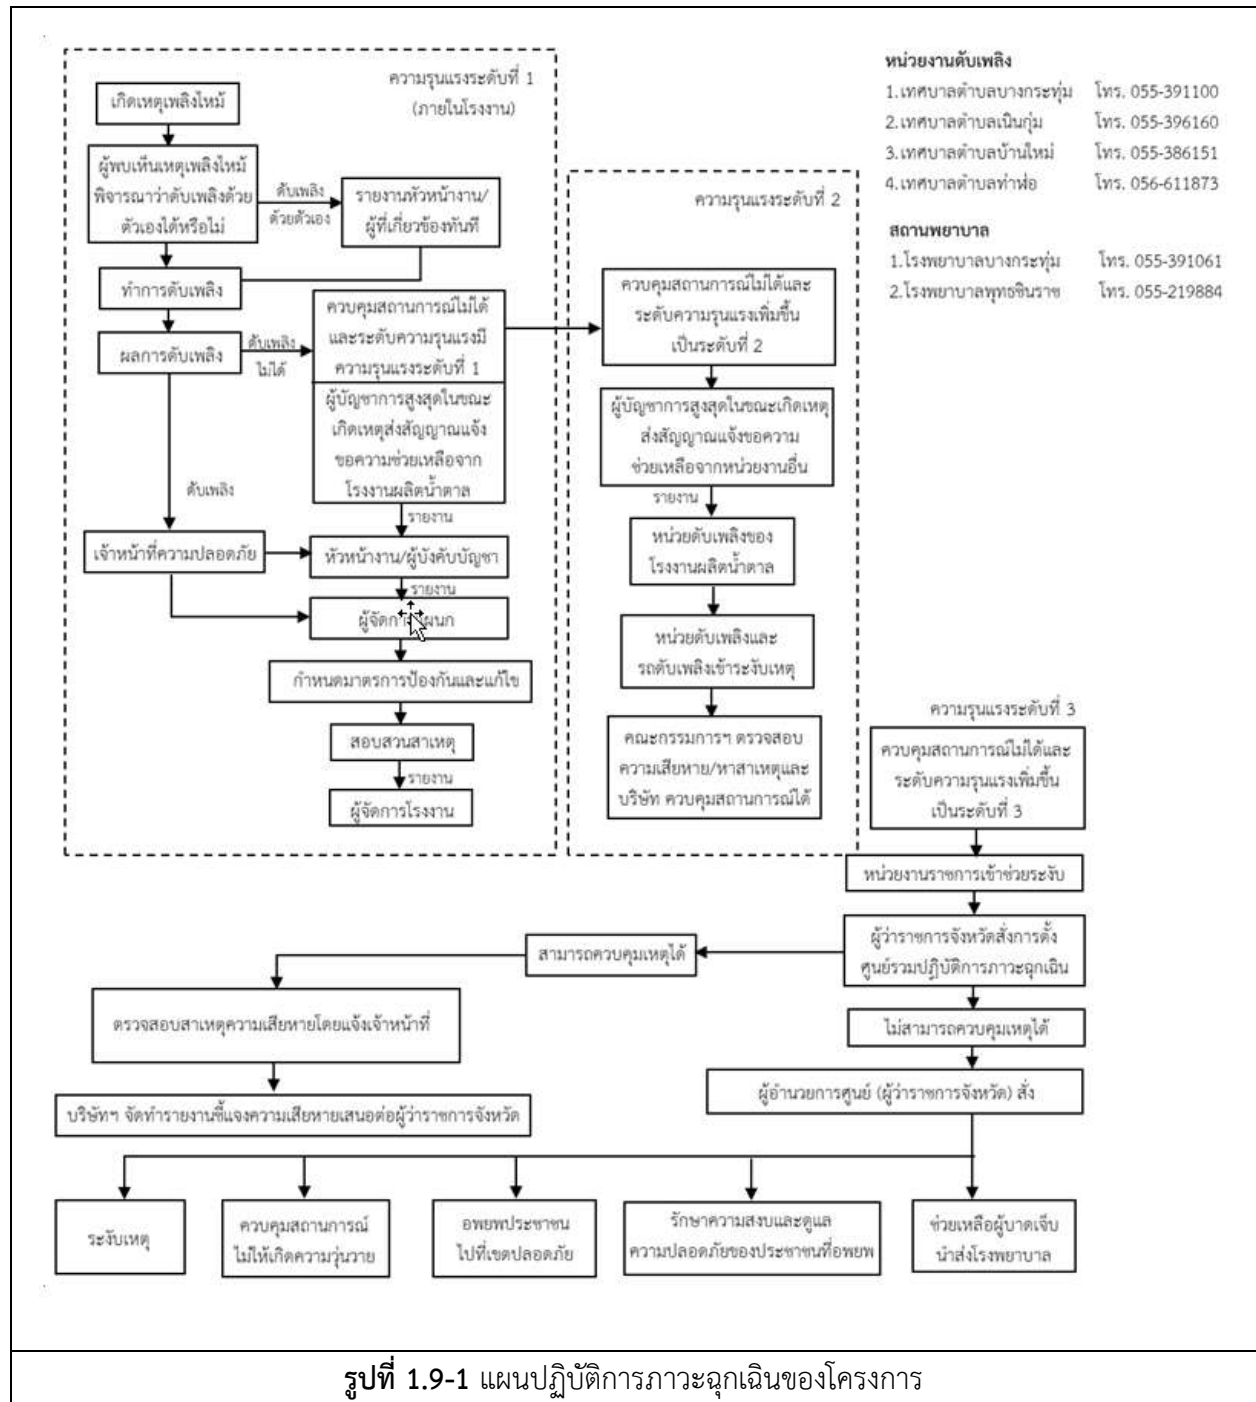 ความรุนแรงระดับที่ 1
(ภายในโรงงาน)
เกิดเหตุเพลิงไหม้
ผู้พบเห็นเหตุเพลิงไหม้
พิจารณาว่าดับเพลิงด้วย
ตัวเองได้หรือไม่
ดับเพลิง
ด้วยตัวเอง
รายงานหัวหน้างาน/
ผู้ที่เกี่ยวข้องทันที
ทำการดับเพลิง
ผลการดับเพลิง
ดับเพลิง
ไม่ได้
ควบคุมสถานการณ์ไม่ได้
และระดับความรุนแรงมี
ความรุนแรงระดับที่ 1
ผู้บัญชาการสูงสุดในขณะ
เกิดเหตุส่งสัญญาณแจ้ง
ขอความช่วยเหลือจาก
โรงงานผลิตน้ำตาล
ดับเพลิง
รายงาน
เจ้าหน้าที่ความปลอดภัย
หัวหน้างาน/ผู้บังคับบัญชา
รายงาน
ผู้จัดการแผนก
กำหนดมาตรการป้องกันและแก้ไข
สอบสวนสาเหตุ
รายงาน
ผู้จัดการโรงงาน
ความรุนแรงระดับที่ 2
ควบคุมสถานการณ์ไม่ได้และ
ระดับความรุนแรงเพิ่มขึ้น
เป็นระดับที่ 2
ผู้บัญชาการสูงสุดในขณะเกิดเหตุ
ส่งสัญญาณแจ้งขอความ
ช่วยเหลือจากหน่วยงานอื่น
รายงาน
หน่วยดับเพลิงของ
โรงงานผลิตน้ำตาล
หน่วยดับเพลิงและ
รถดับเพลิงเข้าระงับเหตุ
คณะกรรมการฯ ตรวจสอบ
ความเสียหาย/หาสาเหตุและ
บริษัท ควบคุมสถานการณ์ได้
หน่วยงานดับเพลิง
1.เทศบาลตำบลบางกระทุ่ม โทร. 055-391100
2.เทศบาลตำบลเนินกุ่ม โทร. 055-396160
3.เทศบาลตำบลบ้านใหม่ โทร. 055-386151
4.เทศบาลตำบลท่าฬ่อ โทร. 056-611873
สถานพยาบาล
1.โรงพยาบาลบางกระทุ่ม โทร. 055-391061
2.โรงพยาบาลพุทธชินราช โทร. 055-219884
ความรุนแรงระดับที่ 3
ควบคุมสถานการณ์ไม่ได้และ
ระดับความรุนแรงเพิ่มขึ้น
เป็นระดับที่ 3
หน่วยงานราชการเข้าช่วยระงับ
ผู้ว่าราชการจังหวัดสั่งการตั้ง
ศูนย์รวมปฏิบัติการภาวะฉุกเฉิน
สามารถควบคุมเหตุได้
ตรวจสอบสาเหตุความเสียหายโดยแจ้งเจ้าหน้าที่
บริษัทฯ จัดทำรายงานชี้แจงความเสียหายเสนอต่อผู้ว่าราชการจังหวัด
ไม่สามารถควบคุมเหตุได้
ผู้อำนวยการศูนย์ (ผู้ว่าราชการจังหวัด) สั่ง
ระงับเหตุ
ควบคุมสถานการณ์
ไม่ให้เกิดความวุ่นวาย
อพยพประชาชน
ไปที่เขตปลอดภัย
รักษาความสงบและดูแล
ความปลอดภัยของประชาชนที่อพยพ
ช่วยเหลือผู้บาดเจ็บ
นำส่งโรงพยาบาล
รูปที่ 1.9-1 แผนปฏิบัติการภาวะฉุกเฉินของโครงการ